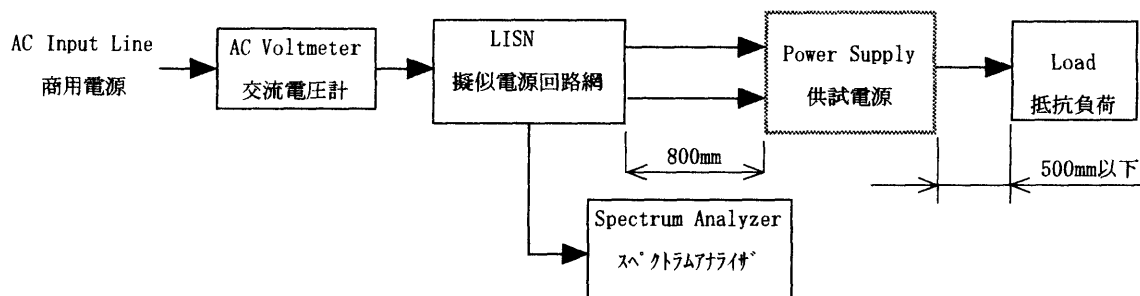 AC Input Line
商用電源
AC Voltmeter
交流電圧計
LISN
擬似電源回路網
Power Supply
供試電源
Load
抵抗負荷
800mm
500mm以下
Spectrum Analyzer
ｽﾍﾟｸﾄﾗﾑｱﾅﾗｲｻﾞ